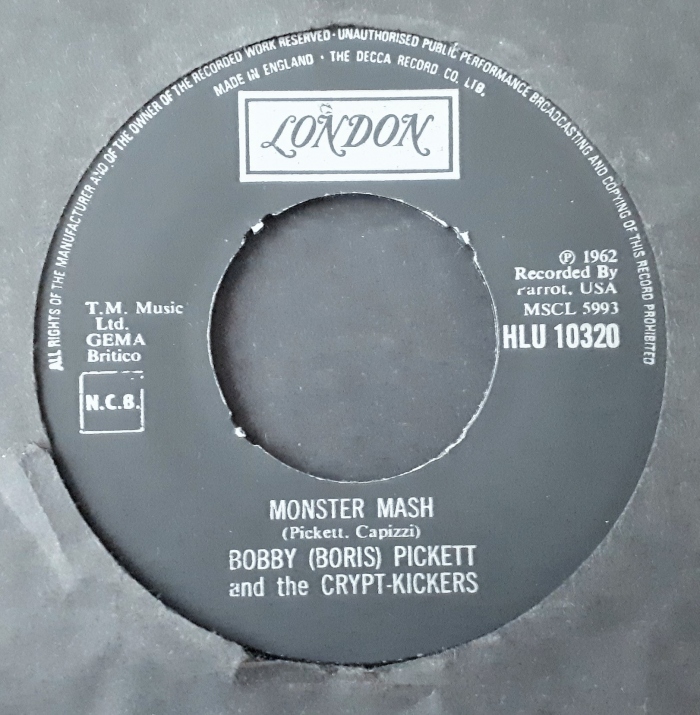 ALL RIGHTS OF THE MANUFACTURER AND OF THE OWNER OF THE RECORDED WORK RESERVED · UNAUTHORISED PUBLIC PERFORMANCE BROADCASTING AND COPYING OF THIS RECORD PROHIBITED
MADE IN ENGLAND · THE DECCA RECORD CO. LTD.
LONDON
T.M. Music
Ltd.
GEMA
Britico
N.C.B.
℗ 1962
Recorded By
Parrot, USA
MSCL 5993
HLU 10320
MONSTER MASH
(Pickett. Capizzi)
BOBBY (BORIS) PICKETT
and the CRYPT-KICKERS